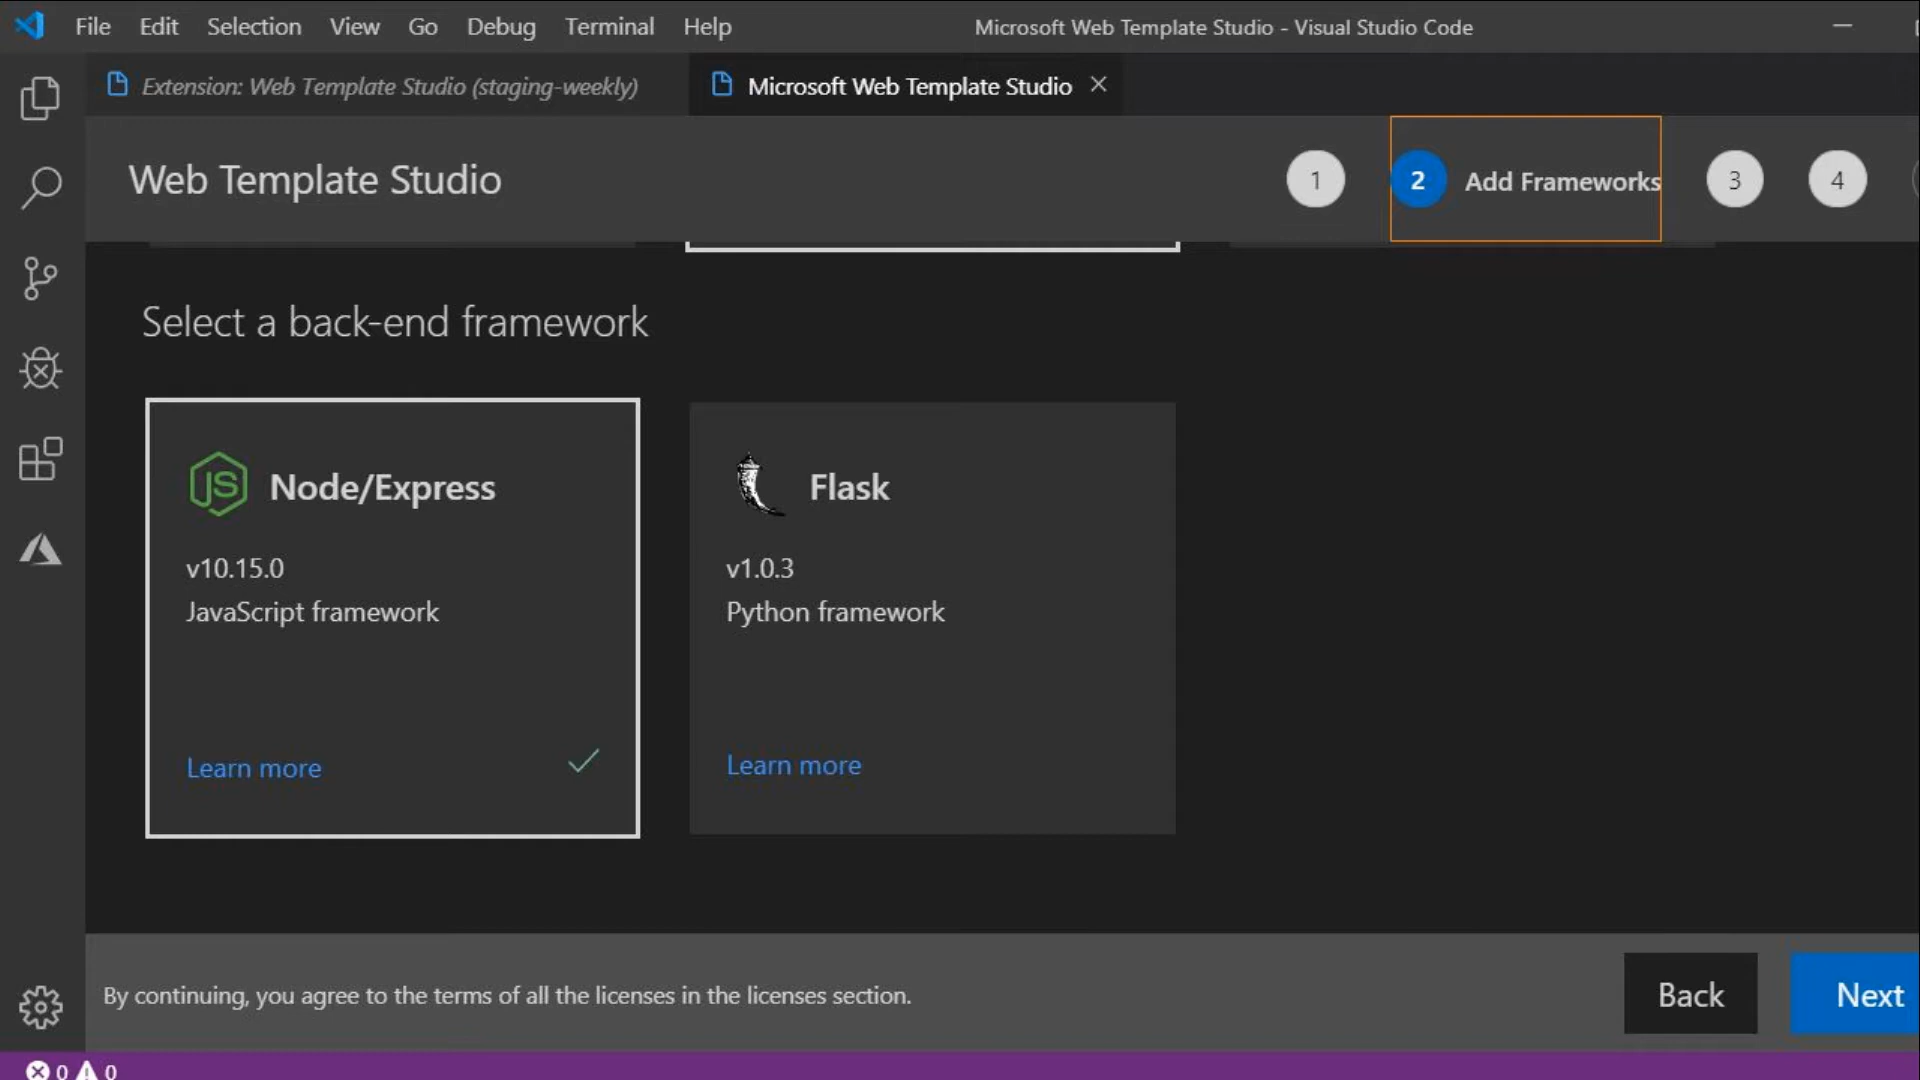 File Edit Selection View Go Debug Terminal Help Microsoft Web Template Studio - Visual Studio Code
Extension: Web Template Studio (staging-weekly) Microsoft Web Template Studio
Web Template Studio 1 2 Add Frameworks 3 4
Select a back-end framework
JS Node/Express
v10.15.0
JavaScript framework
Learn more
Flask
v1.0.3
Python framework
Learn more
By continuing, you agree to the terms of all the licenses in the licenses section.
Back Next
0 0